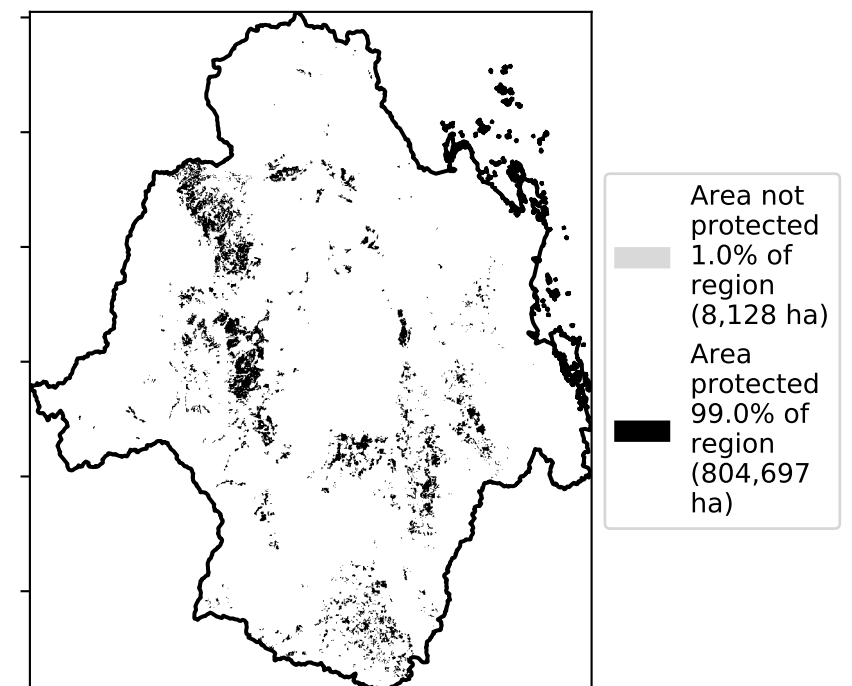 Area not
protected
1.0% of
region
(8,128 ha)
Area
protected
99.0% of
region
(804,697
ha)